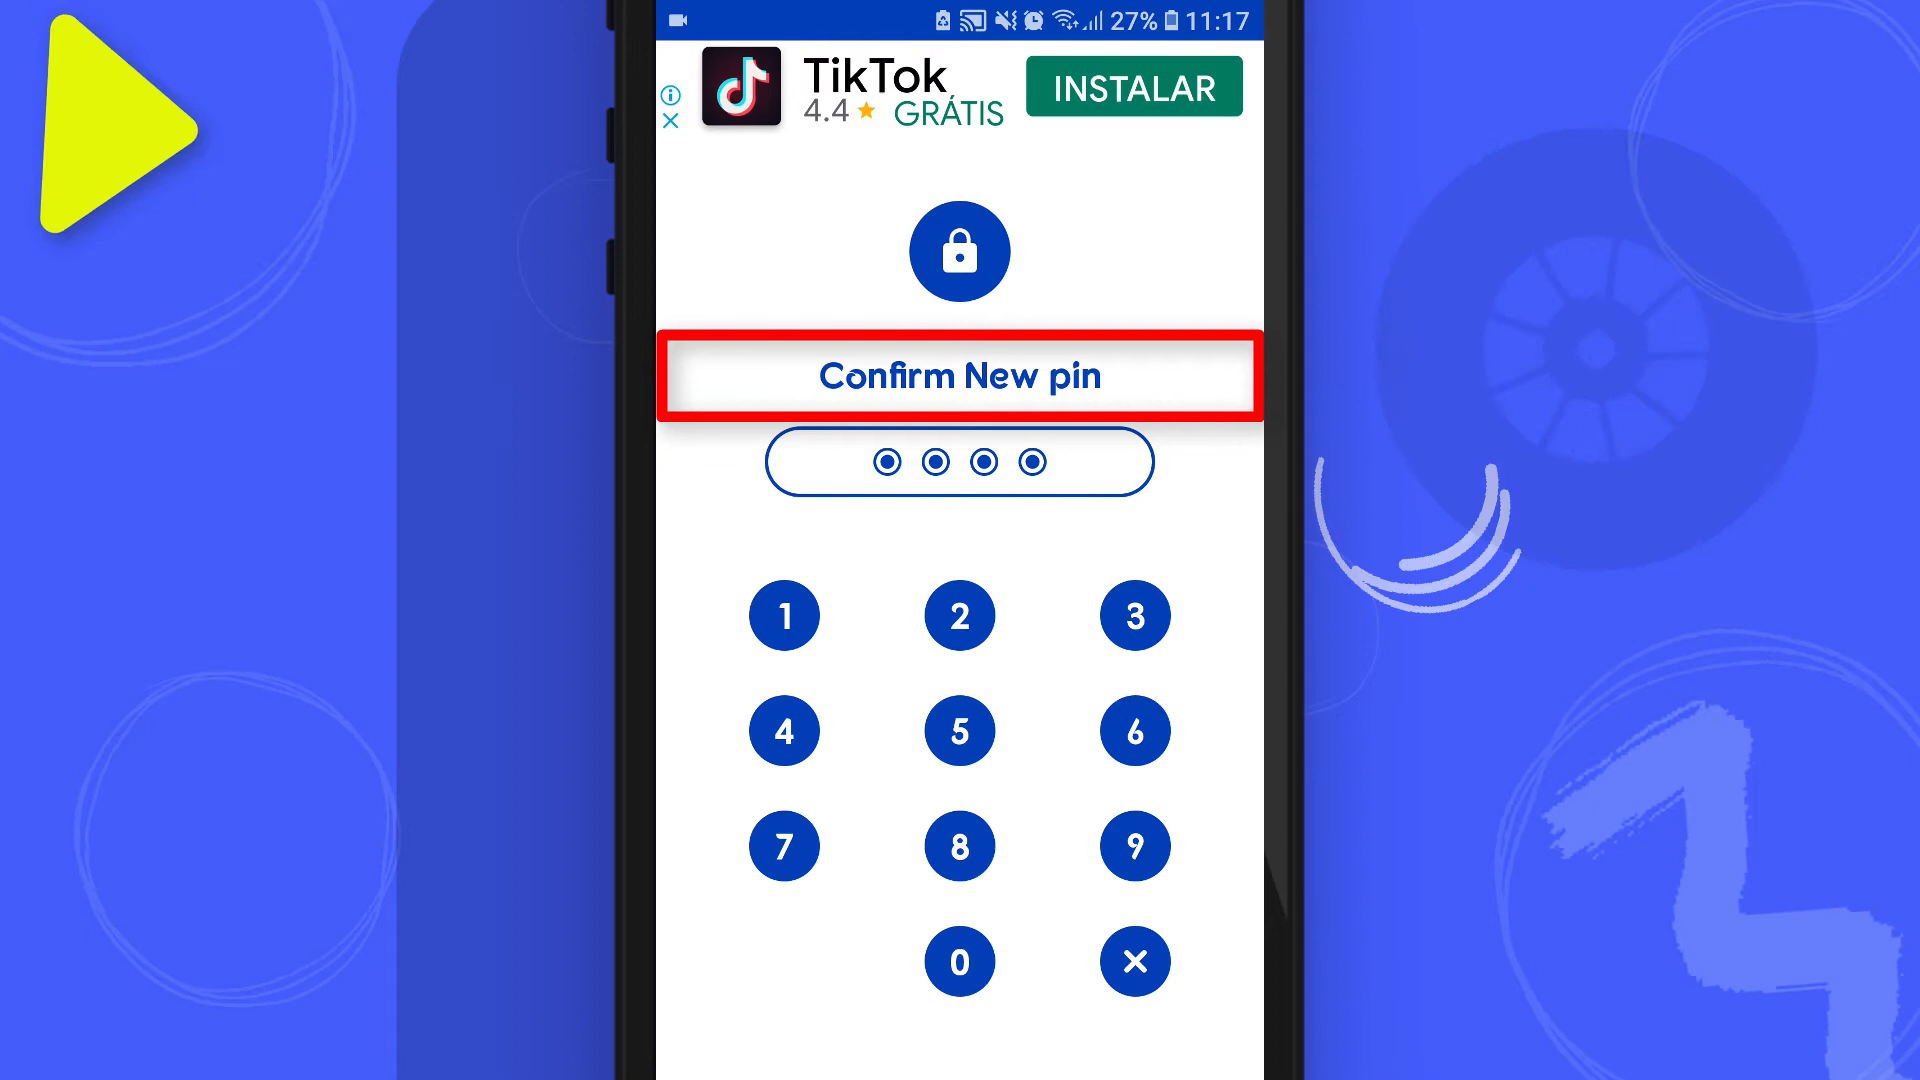 27% 11:17
TikTok
4.4 GRÁTIS
INSTALAR
Confirm New pin
1 2 3
4 5 6
7 8 9
0